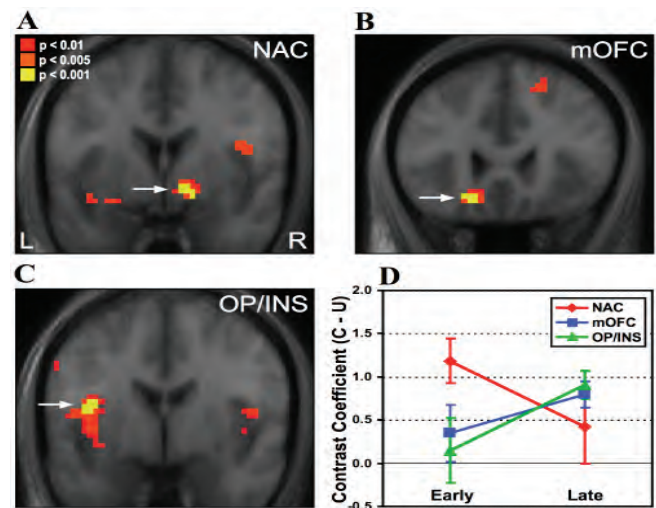 A
NAC
p < 0.01
p < 0.005
p < 0.001
L
R
B
mOFC
C
OP/INS
D
Contrast Coefficient (C - U)
2.0
1.5
1.0
0.5
0.0
-0.5
NAC
mOFC
OP/INS
Early
Late